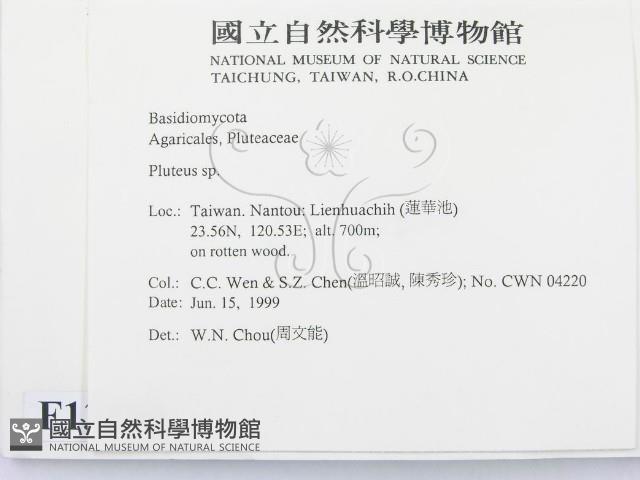 國立自然科學博物館
NATIONAL MUSEUM OF NATURAL SCIENCE
TAICHUNG, TAIWAN, R.O.CHINA
Basidiomycota
Agaricales, Pluteaceae
Pluteus sp.
Loc.: Taiwan. Nantou: Lienhuachih (蓮華池)
23.56N, 120.53E; alt. 700m;
on rotten wood.
Col.: C.C. Wen & S.Z. Chen(溫昭誠, 陳秀珍); No. CWN 04220
Date: Jun. 15, 1999
Det.: W.N. Chou(周文能)
國立自然科學博物館
NATIONAL MUSEUM OF NATURAL SCIENCE